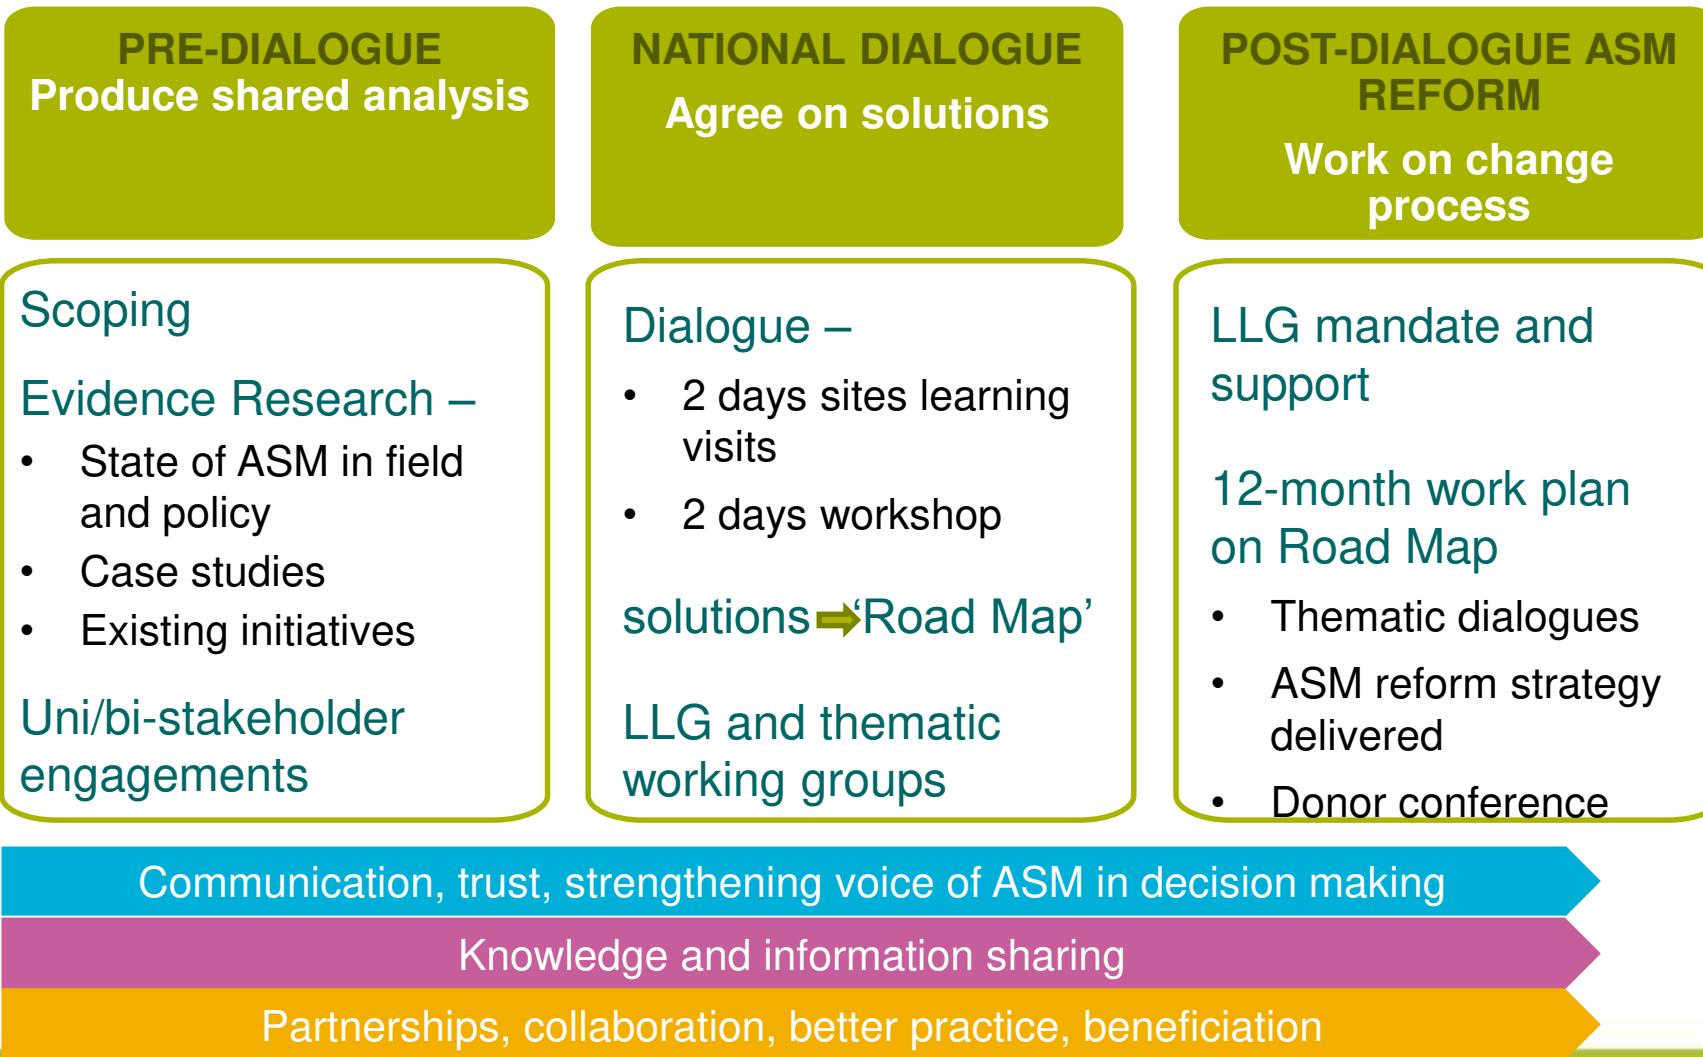 PRE-DIALOGUE
Produce shared analysis
NATIONAL DIALOGUE
Agree on solutions
POST-DIALOGUE ASM
REFORM
Work on change
process
Scoping
Evidence Research –
• State of ASM in field
and policy
• Case studies
• Existing initiatives
Uni/bi-stakeholder
engagements
Dialogue –
• 2 days sites learning
visits
• 2 days workshop
solutions ➡ ‘Road Map’
LLG and thematic
working groups
LLG mandate and
support
12-month work plan
on Road Map
• Thematic dialogues
• ASM reform strategy
delivered
• Donor conference
Communication, trust, strengthening voice of ASM in decision making
Knowledge and information sharing
Partnerships, collaboration, better practice, beneficiation